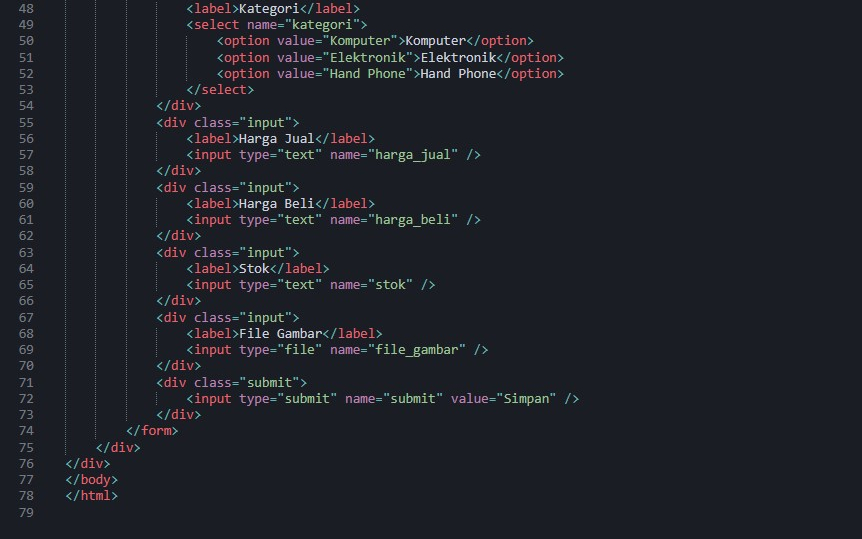 48 <label>Kategori</label>
49 <select name="kategori">
50 <option value="Komputer">Komputer</option>
51 <option value="Elektronik">Elektronik</option>
52 <option value="Hand Phone">Hand Phone</option>
53 </select>
54 </div>
55 <div class="input">
56 <label>Harga Jual</label>
57 <input type="text" name="harga_jual" />
58 </div>
59 <div class="input">
60 <label>Harga Beli</label>
61 <input type="text" name="harga_beli" />
62 </div>
63 <div class="input">
64 <label>Stok</label>
65 <input type="text" name="stok" />
66 </div>
67 <div class="input">
68 <label>File Gambar</label>
69 <input type="file" name="file_gambar" />
70 </div>
71 <div class="submit">
72 <input type="submit" name="submit" value="Simpan" />
73 </div>
74 </form>
75 </div>
76 </div>
77 </body>
78 </html>
79